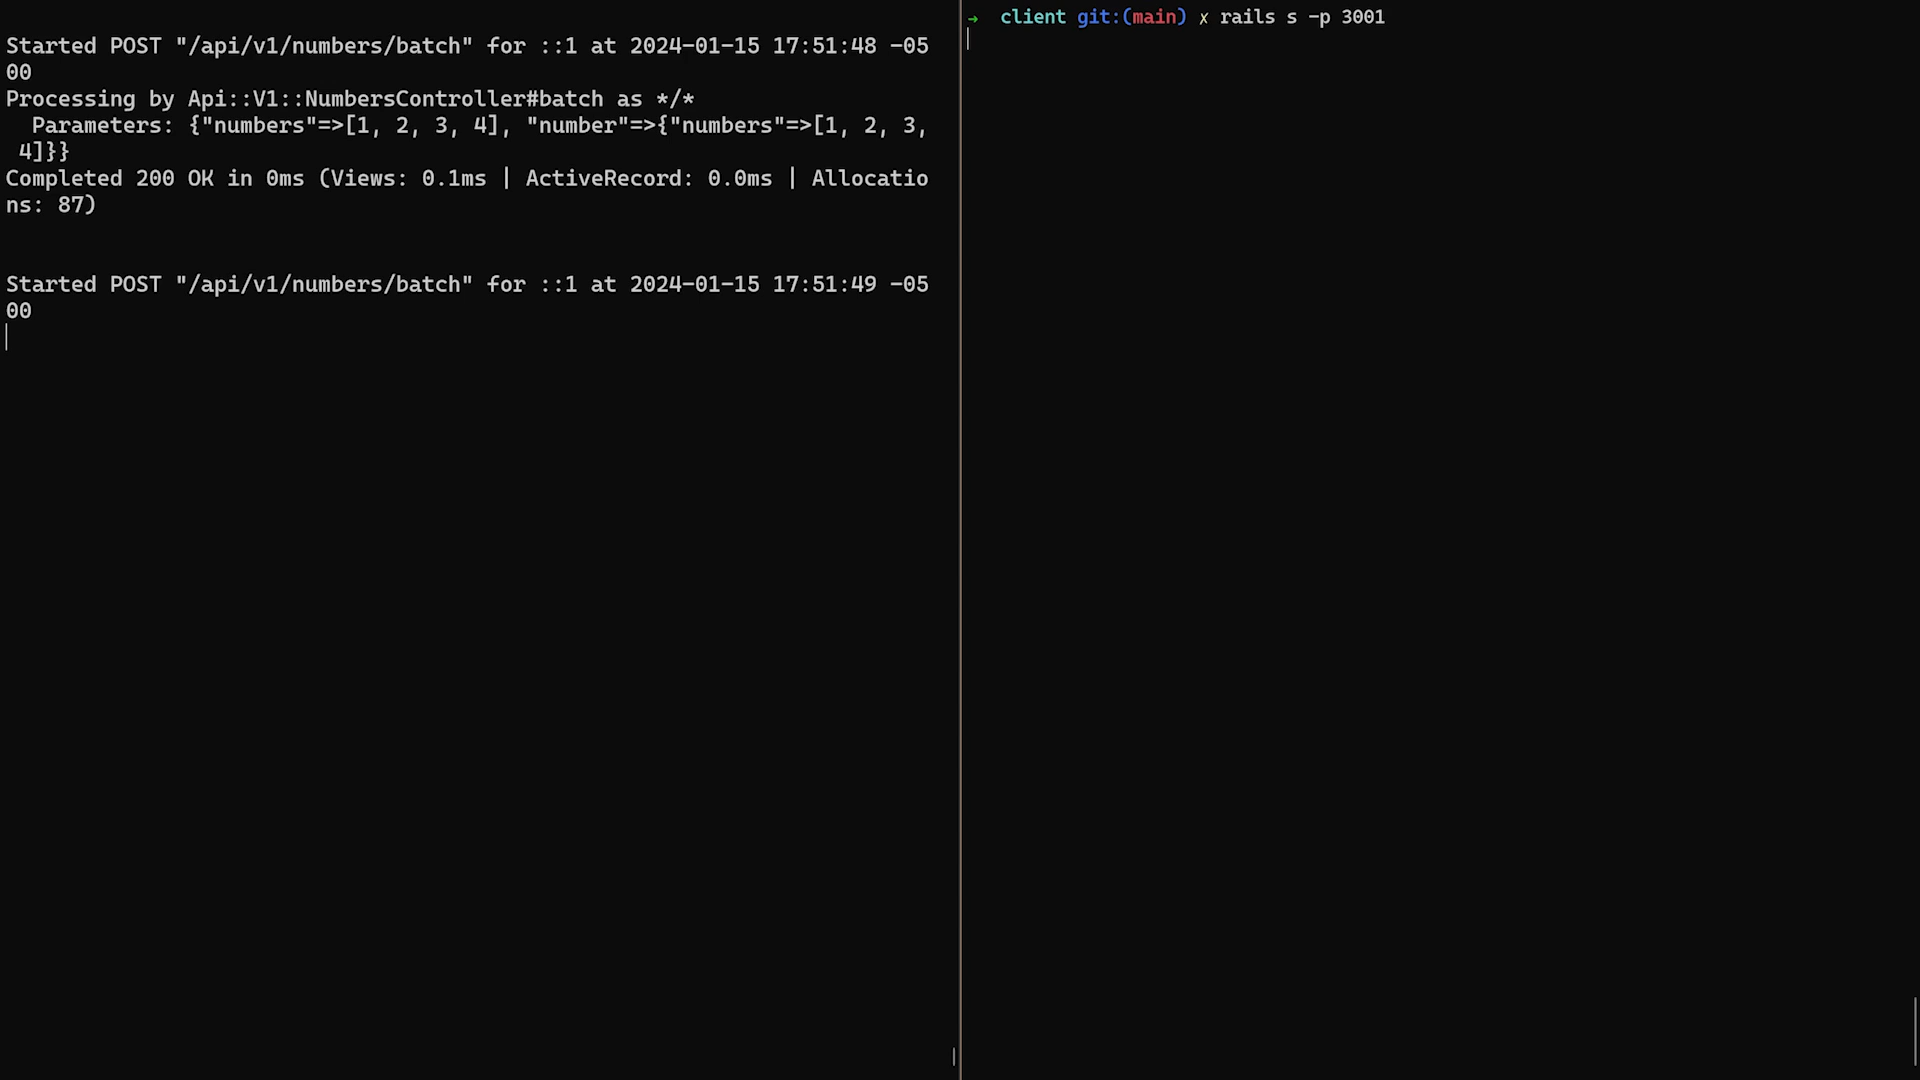 Started POST "/api/v1/numbers/batch" for ::1 at 2024-01-15 17:51:48 -05
00
Processing by Api::V1::NumbersController#batch as */*
  Parameters: {"numbers"=>[1, 2, 3, 4], "number"=>{"numbers"=>[1, 2, 3,
 4]}}
Completed 200 OK in 0ms (Views: 0.1ms | ActiveRecord: 0.0ms | Allocatio
ns: 87)
Started POST "/api/v1/numbers/batch" for ::1 at 2024-01-15 17:51:49 -05
00
→ client git:(main) ✗ rails s -p 3001